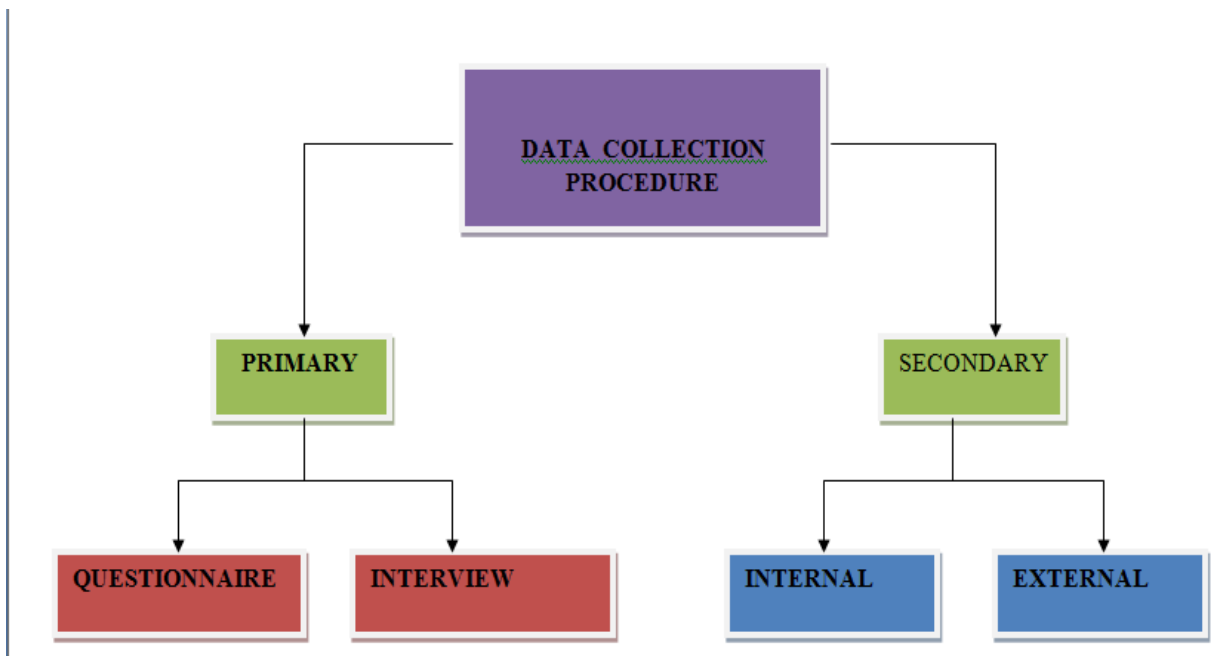 DATA COLLECTION
PROCEDURE
PRIMARY
SECONDARY
QUESTIONNAIRE
INTERVIEW
INTERNAL
EXTERNAL